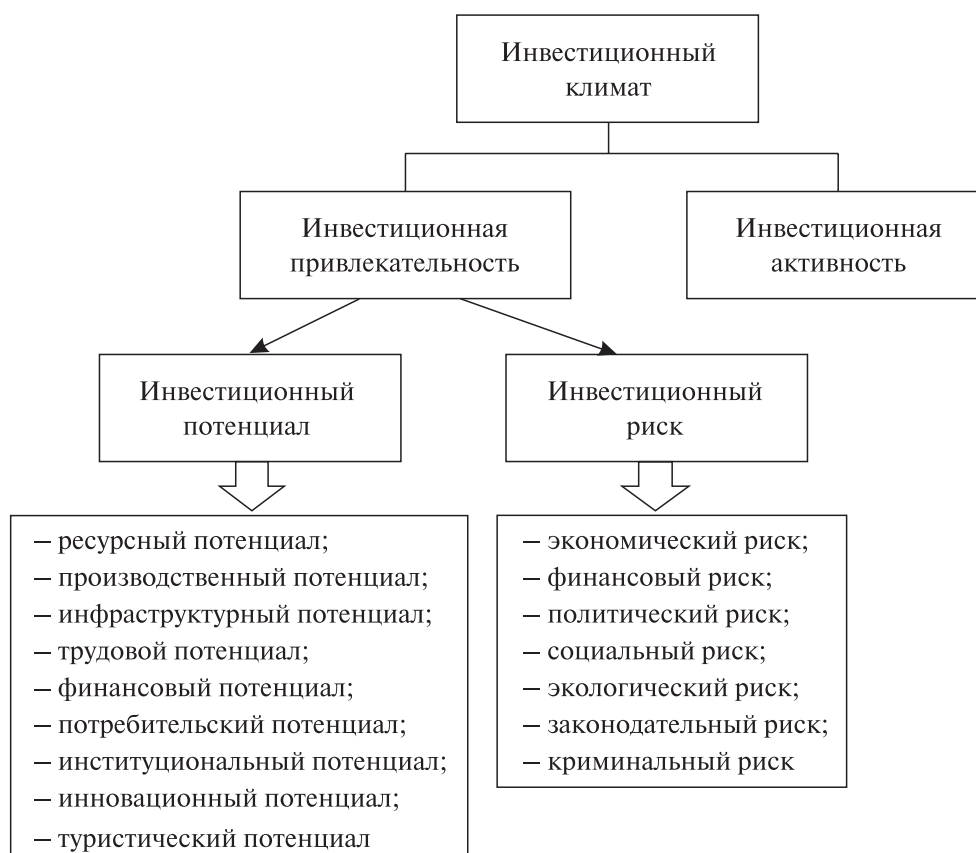 Инвестиционный
климат
Инвестиционная
привлекательность
Инвестиционная
активность
Инвестиционный
потенциал
Инвестиционный
риск
– ресурсный потенциал;
– производственный потенциал;
– инфраструктурный потенциал;
– трудовой потенциал;
– финансовый потенциал;
– потребительский потенциал;
– институциональный потенциал;
– инновационный потенциал;
– туристический потенциал
– экономический риск;
– финансовый риск;
– политический риск;
– социальный риск;
– экологический риск;
– законодательный риск;
– криминальный риск